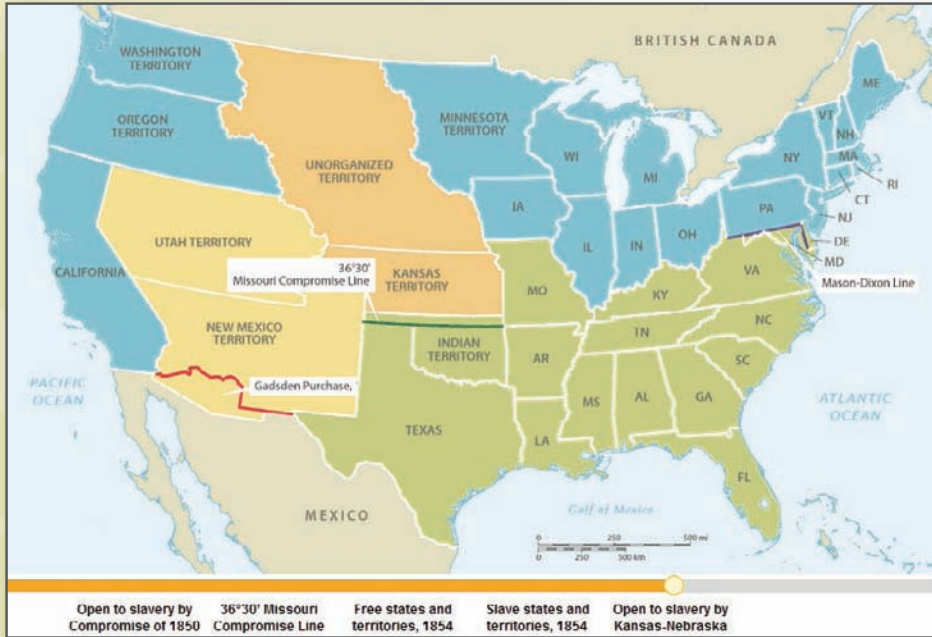 BRITISH CANADA
WASHINGTON
TERRITORY
OREGON
TERRITORY
UNORGANIZED
TERRITORY
MINNESOTA
TERRITORY
ME
VT
NH
NY
MA
RI
CT
WI
MI
IA
PA
NJ
IL
IN
OH
DE
MD
Mason-Dixon Line
UTAH TERRITORY
CALIFORNIA
36°30'
Missouri Compromise Line
KANSAS
TERRITORY
MO
KY
VA
NC
TN
NEW MEXICO
TERRITORY
INDIAN
TERRITORY
AR
SC
Gadsden Purchase,
MS
AL
GA
PACIFIC
OCEAN
ATLANTIC
OCEAN
TEXAS
LA
FL
MEXICO
Gulf of Mexico
0 250 500 mi
0 250 500 km
Open to slavery by
Compromise of 1850
36°30' Missouri
Compromise Line
Free states and
territories, 1854
Slave states and
territories, 1854
Open to slavery by
Kansas-Nebraska